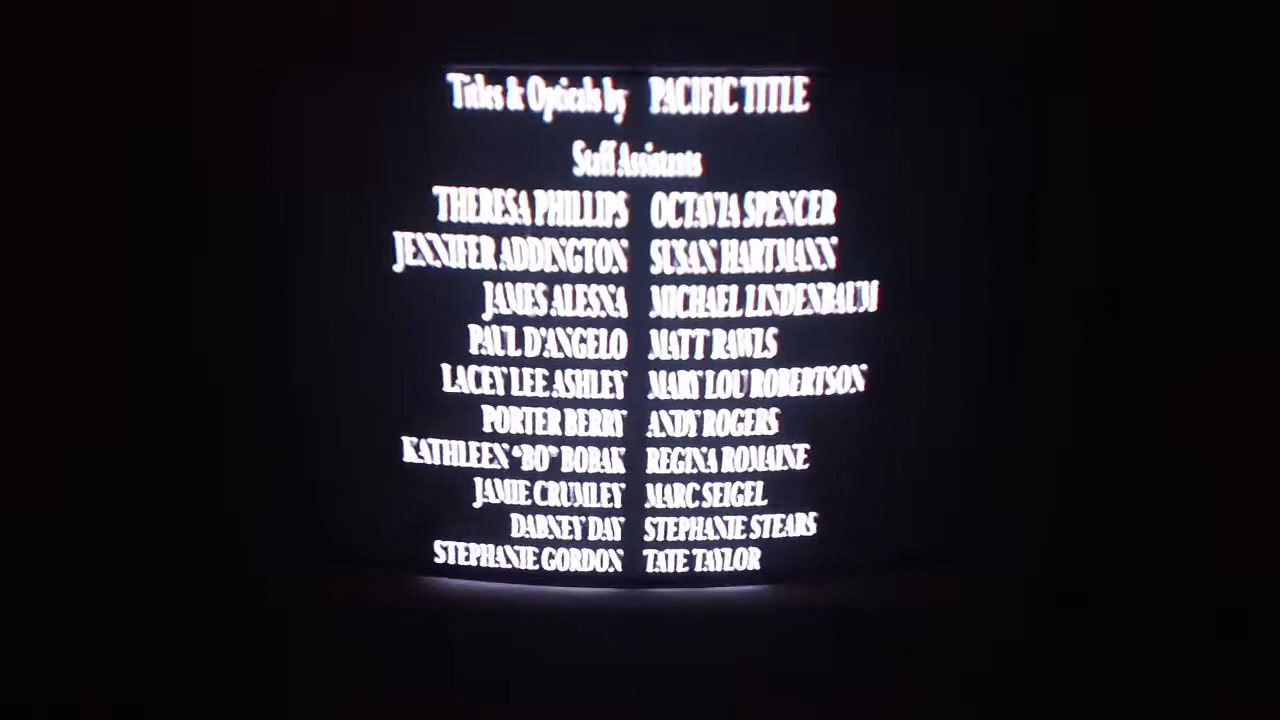 Titles & Opticals by PACIFIC TITLE
Staff Assistants
THERESA PHILLIPS OCTAVIA SPENCER
JENNIFER ADDINGTON SUSAN HARTMANN
JAMES ALESNA MICHAEL LINDENBAUM
PAUL D'ANGELO MATT RAWLS
LACEY LEE ASHLEY MARY LOU ROBERTSON
PORTER BERRY ANDY ROGERS
KATHLEEN "BO" BOBAK REGINA ROMAINE
JAMIE CRUMLEY MARC SEIGEL
DABNEY DAY STEPHANIE STEARS
STEPHANIE GORDON TATE TAYLOR